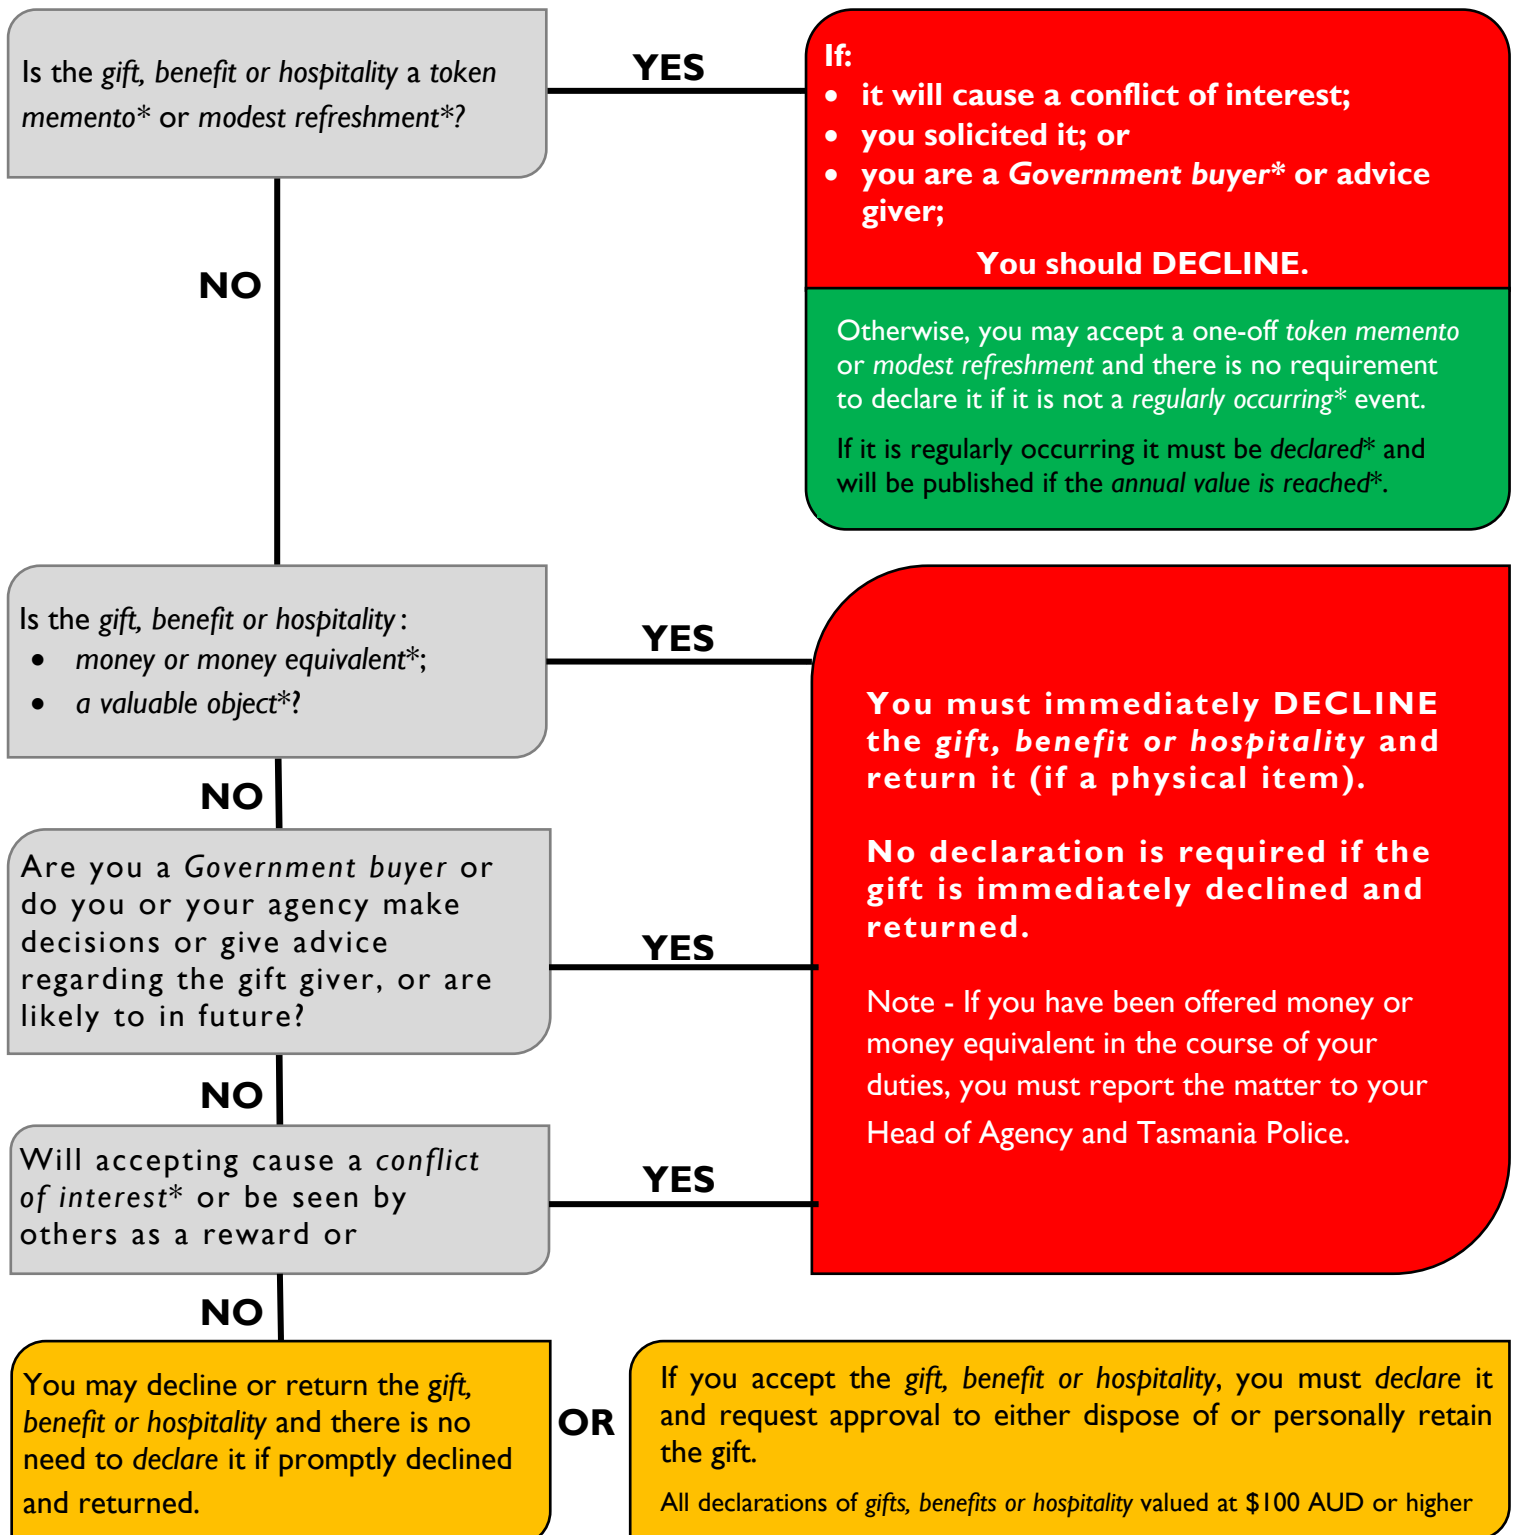 Is the gift, benefit or hospitality a token
memento* or modest refreshment*?
YES
If:
• it will cause a conflict of interest;
• you solicited it; or
• you are a Government buyer* or advice
giver;
You should DECLINE.
NO
Otherwise, you may accept a one-off token memento
or modest refreshment and there is no requirement
to declare it if it is not a regularly occurring* event.
If it is regularly occurring it must be declared* and
will be published if the annual value is reached*.
Is the gift, benefit or hospitality:
• money or money equivalent*;
• a valuable object*?
YES
You must immediately DECLINE
the gift, benefit or hospitality and
return it (if a physical item).
No declaration is required if the
gift is immediately declined and
returned.
Note - If you have been offered money or
money equivalent in the course of your
duties, you must report the matter to your
Head of Agency and Tasmania Police.
NO
Are you a Government buyer or
do you or your agency make
decisions or give advice
regarding the gift giver, or are
likely to in future?
YES
NO
Will accepting cause a conflict
of interest* or be seen by
others as a reward or
YES
NO
You may decline or return the gift,
benefit or hospitality and there is no
need to declare it if promptly declined
and returned.
OR
If you accept the gift, benefit or hospitality, you must declare it
and request approval to either dispose of or personally retain
the gift.
All declarations of gifts, benefits or hospitality valued at $100 AUD or higher